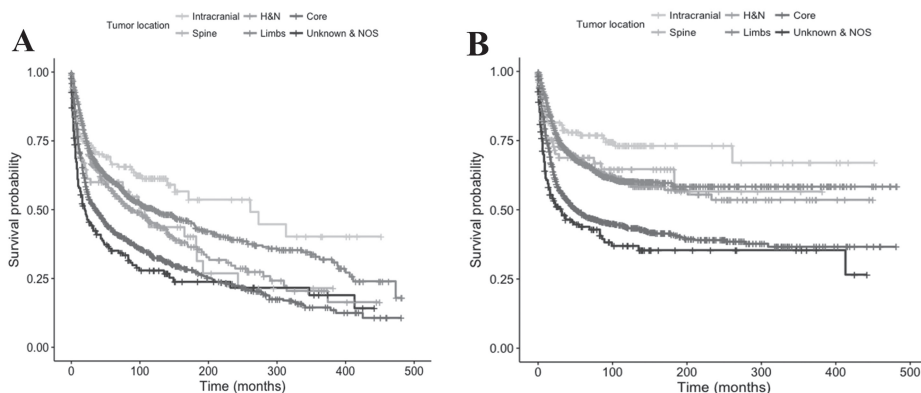 Tumor location Intracranial H&N Core
Spine Limbs Unknown & NOS
A
1.00
0.75
0.50
0.25
0.00
Survival probability
0 100 200 300 400 500
Time (months)
Tumor location Intracranial H&N Core
Spine Limbs Unknown & NOS
B
1.00
0.75
0.50
0.25
0.00
Survival probability
0 100 200 300 400 500
Time (months)